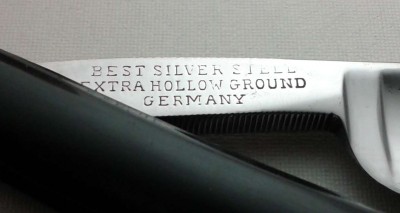 BEST SILVER STEEL
EXTRA HOLLOW GROUND
GERMANY